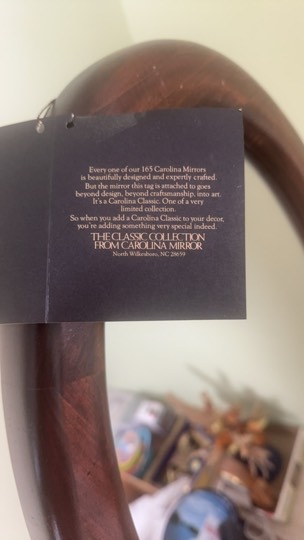 Every one of our 165 Carolina Mirrors
is beautifully designed and expertly crafted.
But the mirror this tag is attached to goes
beyond design, beyond craftsmanship, into art.
It's a Carolina Classic. One of a very
limited collection.
So when you add a Carolina Classic to your decor,
you're adding something very special indeed.
THE CLASSIC COLLECTION
FROM CAROLINA MIRROR
North Wilkesboro, NC 28659